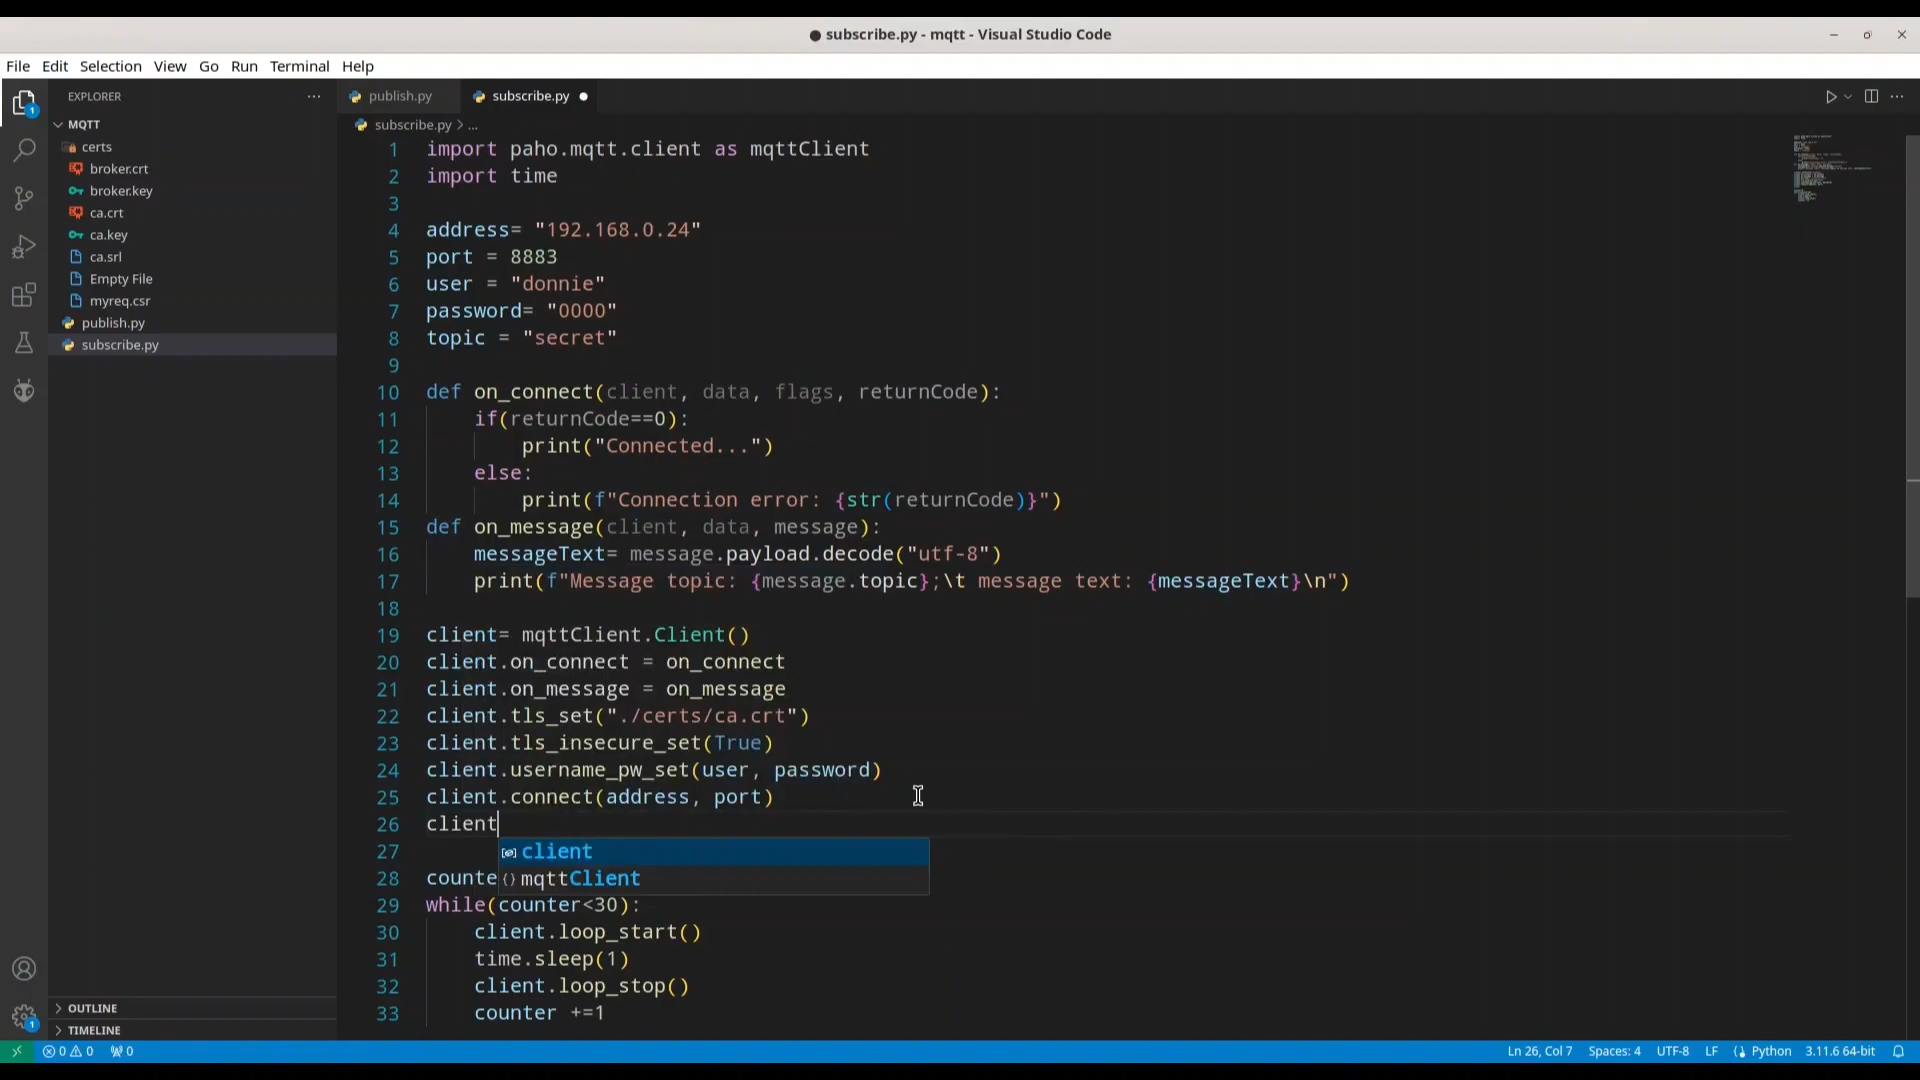 subscribe.py - mqtt - Visual Studio Code
File Edit Selection View Go Run Terminal Help
EXPLORER
MQTT
certs
broker.crt
broker.key
ca.crt
ca.key
ca.srl
Empty File
myreq.csr
publish.py
subscribe.py
OUTLINE
TIMELINE
1
1
publish.py subscribe.py
subscribe.py > ...
1 import paho.mqtt.client as mqttClient
2 import time
3
4 address= "192.168.0.24"
5 port = 8883
6 user = "donnie"
7 password= "0000"
8 topic = "secret"
9
10 def on_connect(client, data, flags, returnCode):
11     if(returnCode==0):
12         print("Connected...")
13     else:
14         print(f"Connection error: {str(returnCode)}")
15 def on_message(client, data, message):
16     messageText= message.payload.decode("utf-8")
17     print(f"Message topic: {message.topic};\t message text: {messageText}\n")
18
19 client= mqttClient.Client()
20 client.on_connect = on_connect
21 client.on_message = on_message
22 client.tls_set("./certs/ca.crt")
23 client.tls_insecure_set(True)
24 client.username_pw_set(user, password)
25 client.connect(address, port)
26 client
27
client
mqttClient
28 counte
29 while(counter<30):
30     client.loop_start()
31     time.sleep(1)
32     client.loop_stop()
33     counter +=1
0 0 0 Ln 26, Col 7 Spaces: 4 UTF-8 LF Python 3.11.6 64-bit